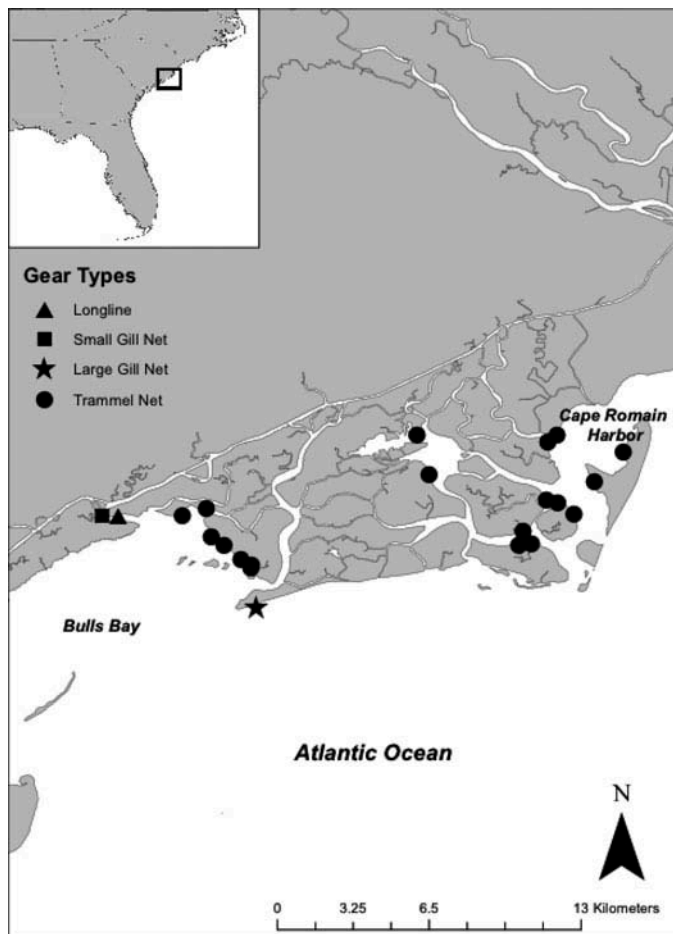 Gear Types
Longline
Small Gill Net
Large Gill Net
Trammel Net
Cape Romain
Harbor
Bulls Bay
Atlantic Ocean
N
0 3.25 6.5 13 Kilometers